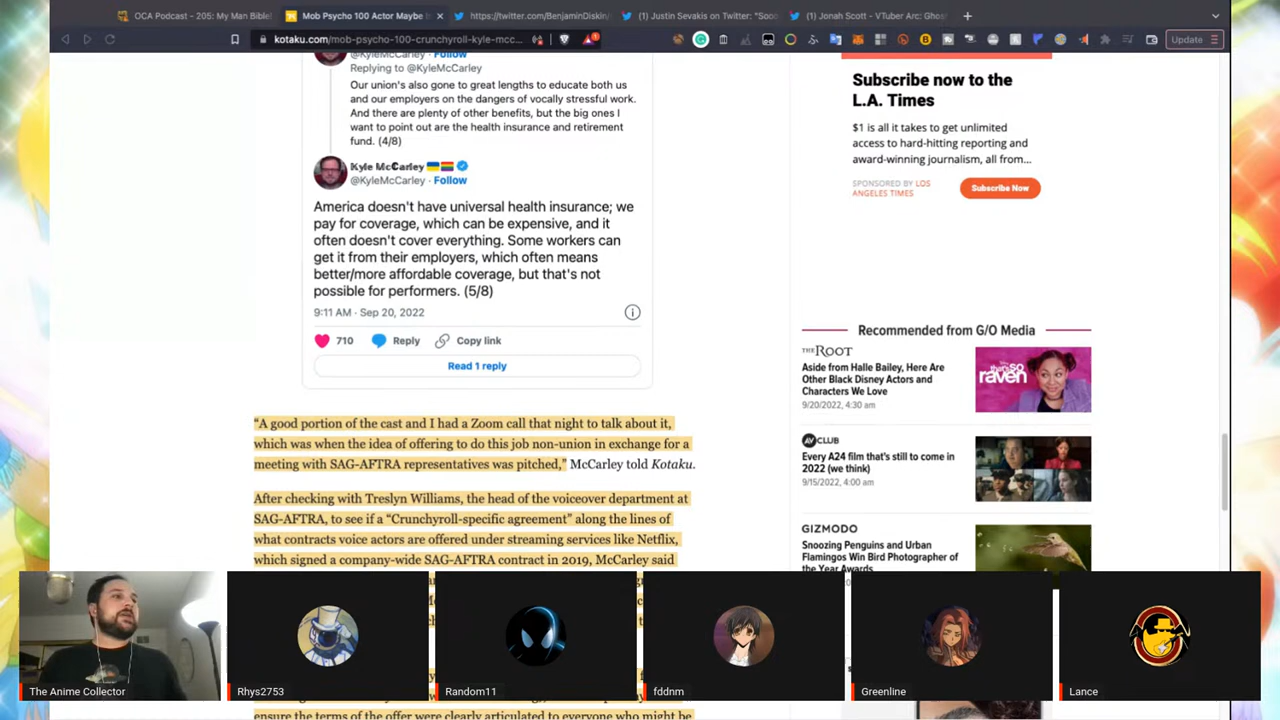 OCA Podcast - 205: My Man Bible!
Mob Psycho 100 Actor Maybe
https://twitter.com/BenjaminDiskin/
(1) Justin Sevakis on Twitter: "Sooo
(1) Jonah Scott - VTuber Arc: Ghos
kotaku.com/mob-psycho-100-crunchyroll-kyle-mcc...
Update
@KyleMcCarley · Follow
Replying to @KyleMcCarley
Our union's also gone to great lengths to educate both us
and our employers on the dangers of vocally stressful work.
And there are plenty of other benefits, but the big ones I
want to point out are the health insurance and retirement
fund. (4/8)
Kyle McCarley
@KyleMcCarley · Follow
America doesn't have universal health insurance; we
pay for coverage, which can be expensive, and it
often doesn't cover everything. Some workers can
get it from their employers, which often means
better/more affordable coverage, but that's not
possible for performers. (5/8)
9:11 AM · Sep 20, 2022
710 Reply Copy link
Read 1 reply
“A good portion of the cast and I had a Zoom call that night to talk about it,
which was when the idea of offering to do this job non-union in exchange for a
meeting with SAG-AFTRA representatives was pitched,” McCarley told Kotaku.
After checking with Treslyn Williams, the head of the voiceover department at
SAG-AFTRA, to see if a “Crunchyroll-specific agreement” along the lines of
what contracts voice actors are offered under streaming services like Netflix,
which signed a company-wide SAG-AFTRA contract in 2019, McCarley said
ensure the terms of the offer were clearly articulated to everyone who might be
Subscribe now to the
L.A. Times
$1 is all it takes to get unlimited
access to hard-hitting reporting and
award-winning journalism, all from...
SPONSORED BY LOS
ANGELES TIMES
Subscribe Now
Recommended from G/O Media
THE ROOT
Aside from Halle Bailey, Here Are
Other Black Disney Actors and
Characters We Love
9/20/2022, 4:30 am
that's so
raven
AV CLUB
Every A24 film that's still to come in
2022 (we think)
9/15/2022, 4:00 am
GIZMODO
Snoozing Penguins and Urban
Flamingos Win Bird Photographer of
the Year Awards
The Anime Collector
Rhys2753
Random11
fddnm
Greenline
Lance